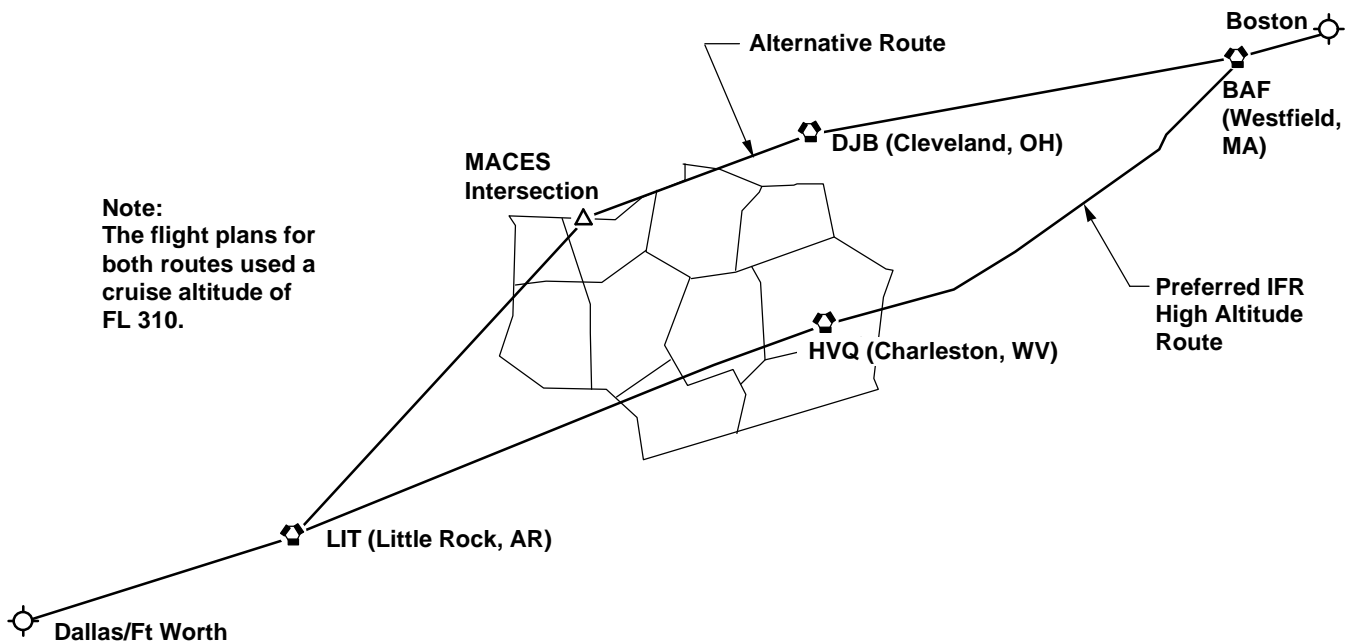 Boston
Alternative Route
BAF
(Westfield,
MA)
DJB (Cleveland, OH)
MACES
Intersection
Note:
The flight plans for
both routes used a
cruise altitude of
FL 310.
Preferred IFR
High Altitude
Route
HVQ (Charleston, WV)
LIT (Little Rock, AR)
Dallas/Ft Worth